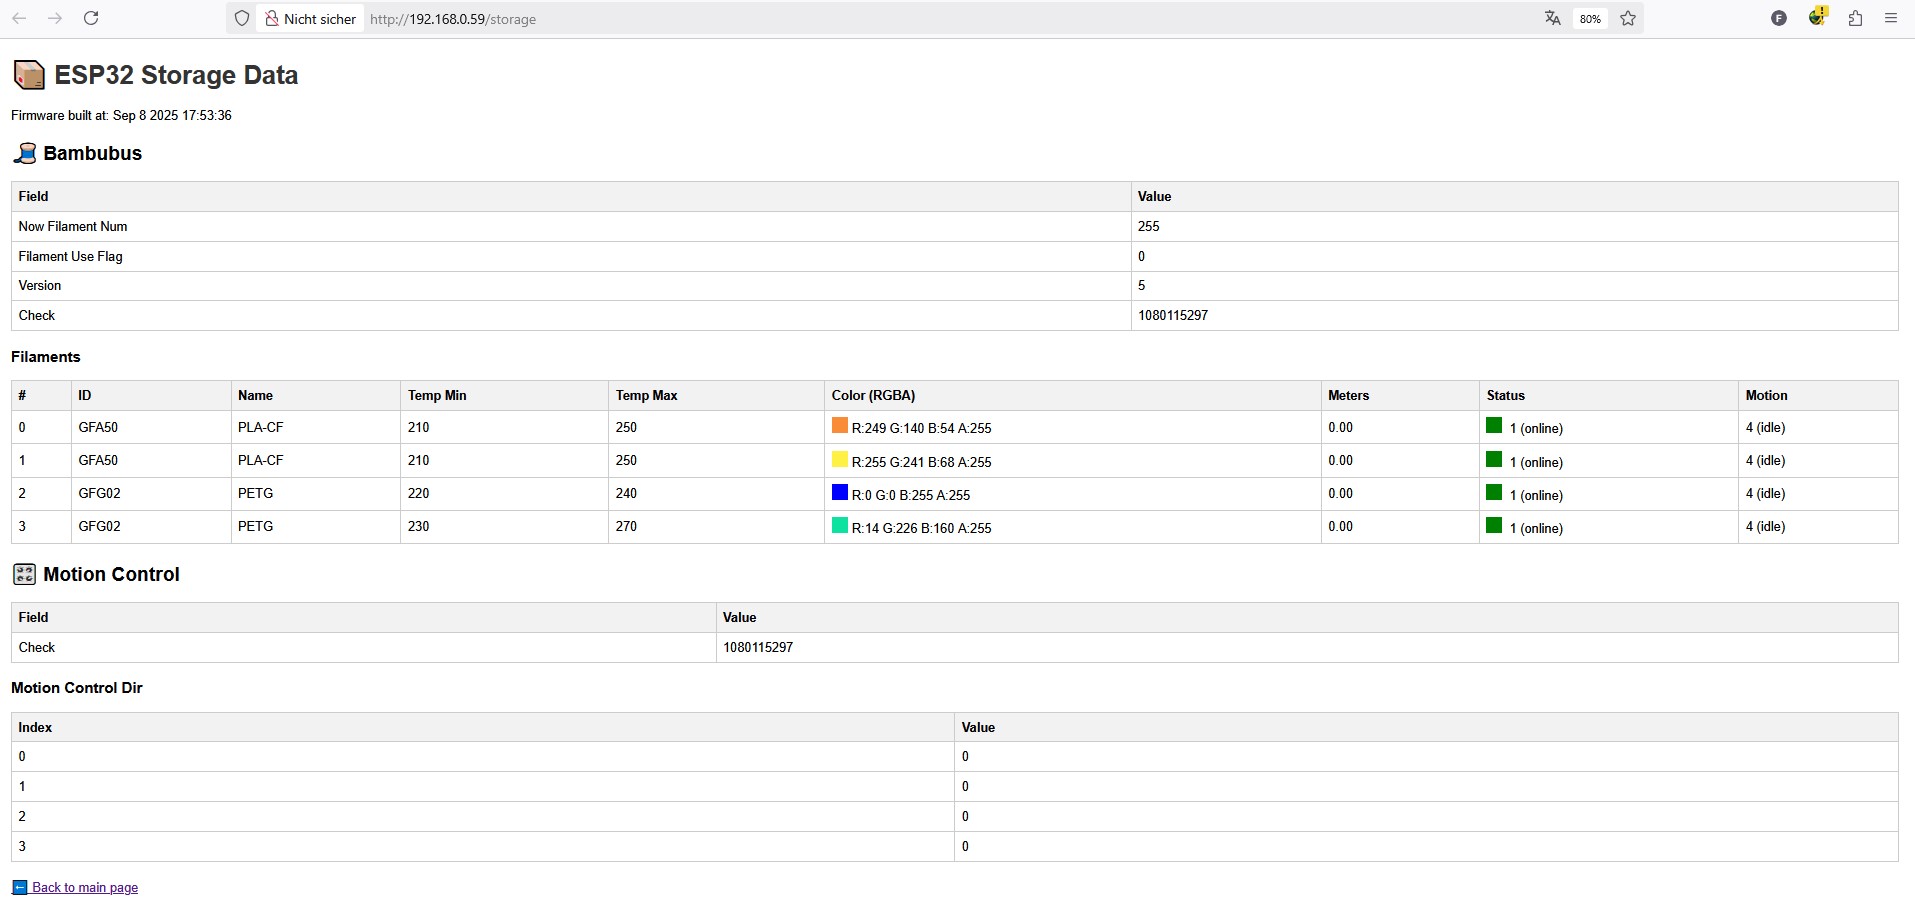 Nicht sicher http://192.168.0.59/storage 80% F
ESP32 Storage Data
Firmware built at: Sep 8 2025 17:53:36
Bambubus
Field Value
Now Filament Num 255
Filament Use Flag 0
Version 5
Check 1080115297
Filaments
# ID Name Temp Min Temp Max Color (RGBA) Meters Status Motion
0 GFA50 PLA-CF 210 250 R:249 G:140 B:54 A:255 0.00 1 (online) 4 (idle)
1 GFA50 PLA-CF 210 250 R:255 G:241 B:68 A:255 0.00 1 (online) 4 (idle)
2 GFG02 PETG 220 240 R:0 G:0 B:255 A:255 0.00 1 (online) 4 (idle)
3 GFG02 PETG 230 270 R:14 G:226 B:160 A:255 0.00 1 (online) 4 (idle)
Motion Control
Field Value
Check 1080115297
Motion Control Dir
Index Value
0 0
1 0
2 0
3 0
Back to main page